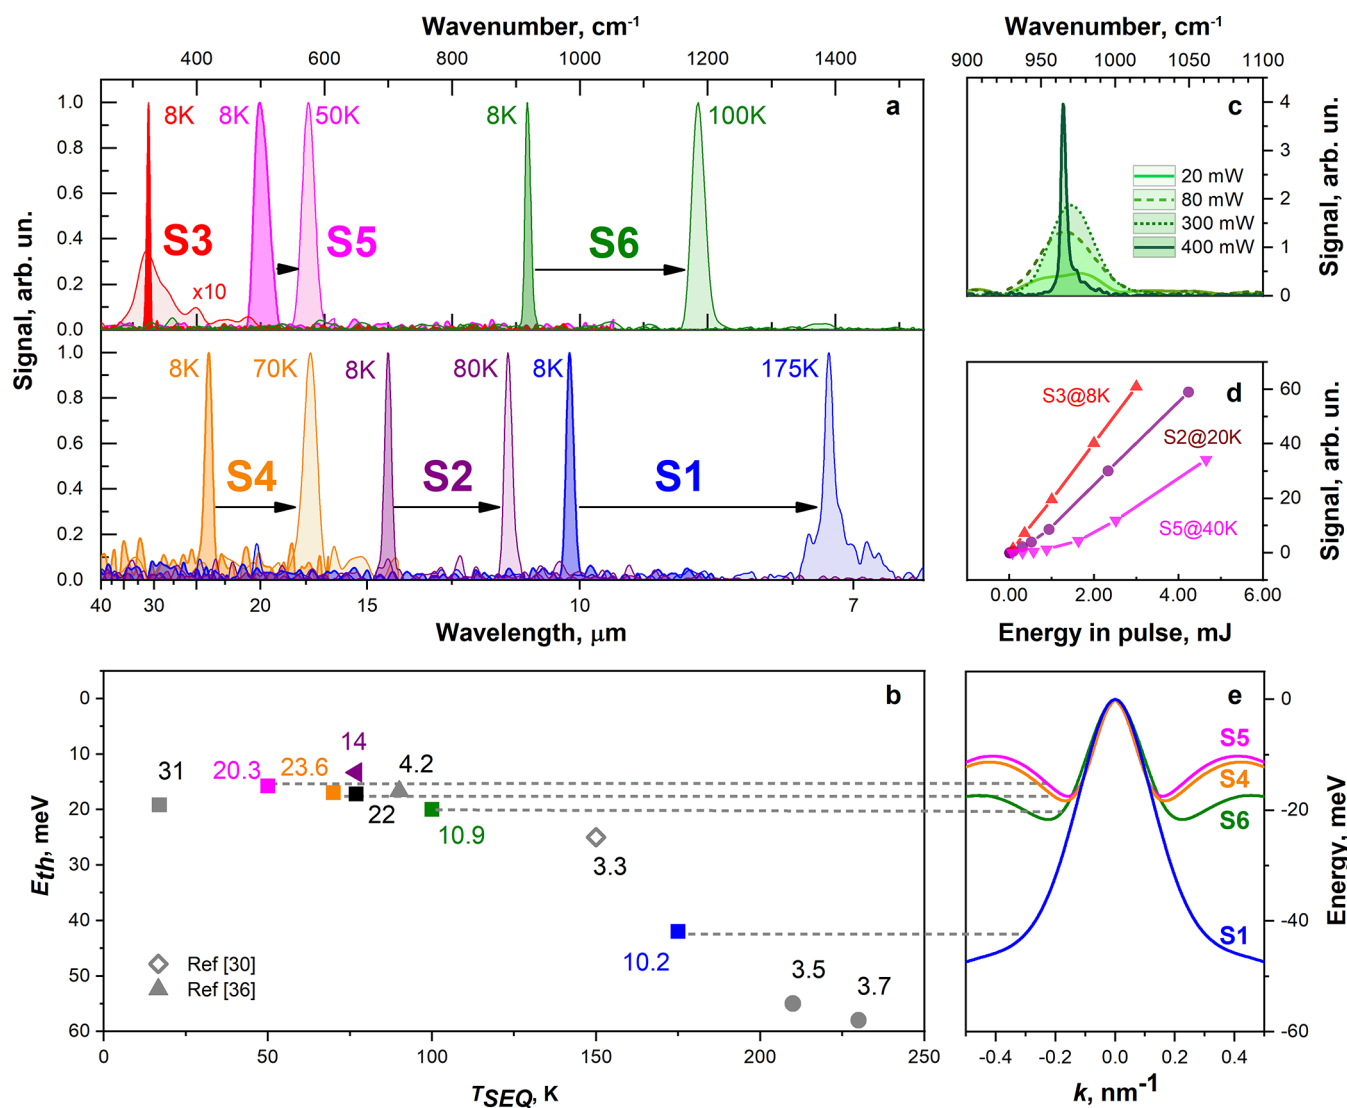 Wavenumber, cm-1
400 600 800 1000 1200 1400
Signal, arb. un.
1.0
0.8
0.6
0.4
0.2
0.0
8K 8K 50K 8K 100K a
S3 S5 S6
x10
1.0
0.8
0.6
0.4
0.2
0.0
8K 70K 8K 80K 8K 175K
S4 S2 S1
40 30 20 15 10 7
Wavelength, μm
Wavenumber, cm-1
900 950 1000 1050 1100
c
20 mW
80 mW
300 mW
400 mW
4
3
2
1
0
Signal, arb. un.
S3@8K d
S2@20K
S5@40K
60
40
20
0
Signal, arb. un.
0.00 2.00 4.00 6.00
Energy in pulse, mJ
Eth, meV
0
10
20
30
40
50
60
b
31 20.3 23.6 14 4.2
22 10.9
3.3
10.2 3.5
3.7
Ref [30]
Ref [36]
0 50 100 150 200 250
TSEQ, K
e
S5
S4
S6
S1
0
-20
-40
-60
Energy, meV
-0.4 -0.2 0.0 0.2 0.4
k, nm-1